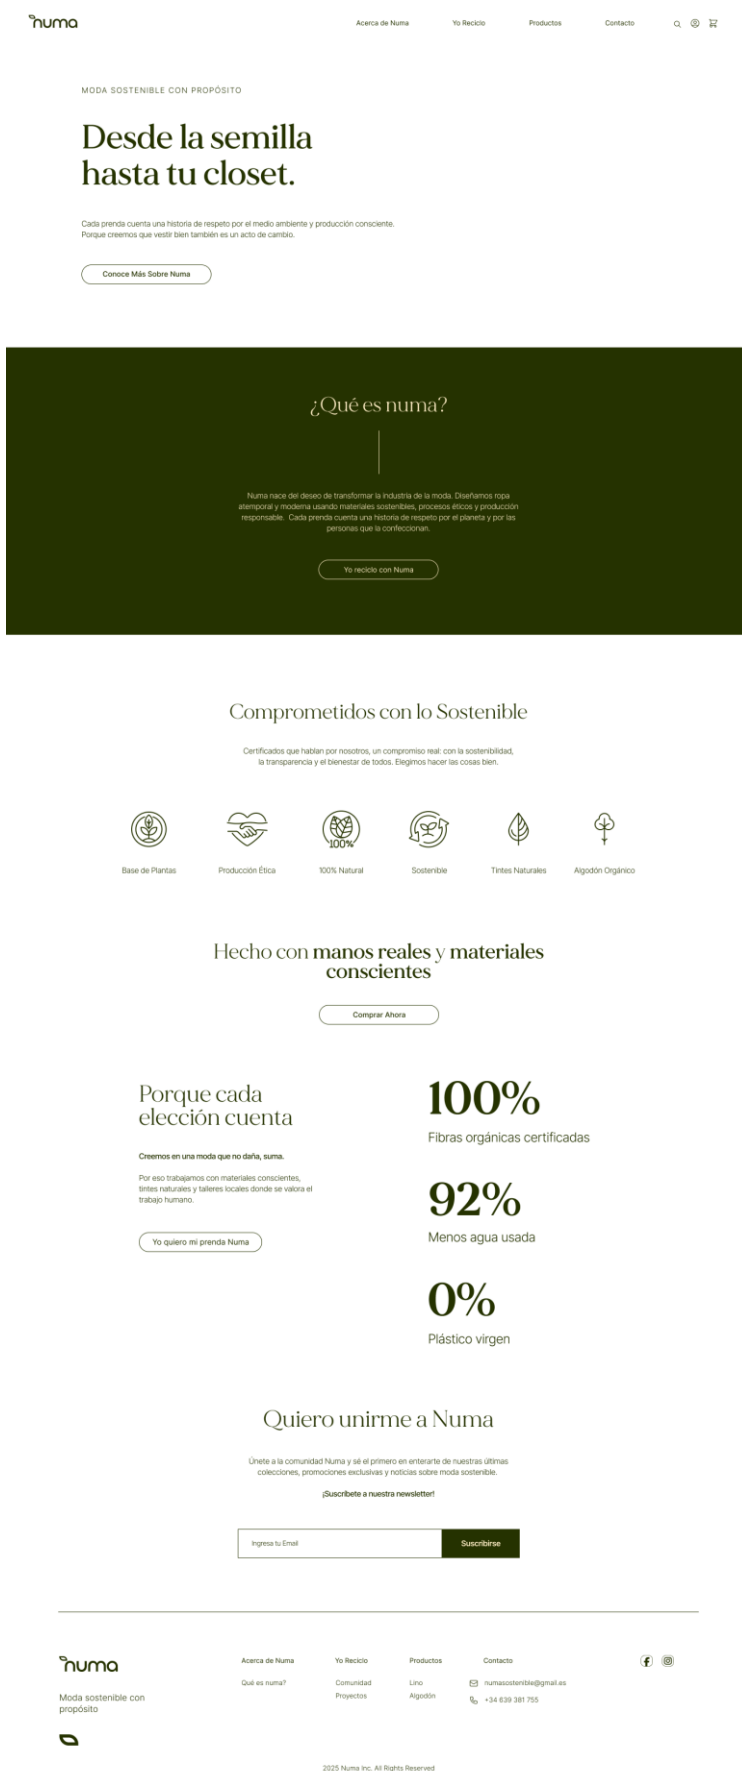 numa
Acerca de Numa
Yo Reciclo
Productos
Contacto
MODA SOSTENIBLE CON PROPÓSITO
Desde la semilla
hasta tu closet.
Cada prenda cuenta una historia de respeto por el medio ambiente y producción consciente.
Porque creemos que vestir bien también es un acto de cambio.
Conoce Más Sobre Numa
¿Qué es numa?
Numa nace del deseo de transformar la industria de la moda. Diseñamos ropa
atemporal y moderna usando materiales sostenibles, procesos éticos y producción
responsable. Cada prenda cuenta una historia de respeto por el planeta y por las
personas que la confeccionan.
Yo reciclo con Numa
Comprometidos con lo Sostenible
Certificados que hablan por nosotros, un compromiso real: con la sostenibilidad,
la transparencia y el bienestar de todos. Elegimos hacer las cosas bien.
100%
Base de Plantas
Producción Ética
100% Natural
Sostenible
Tintes Naturales
Algodón Orgánico
Hecho con manos reales y materiales
conscientes
Comprar Ahora
Porque cada
elección cuenta
Creemos en una moda que no daña, suma.
Por eso trabajamos con materiales conscientes,
tintes naturales y talleres locales donde se valora el
trabajo humano.
Yo quiero mi prenda Numa
100%
Fibras orgánicas certificadas
92%
Menos agua usada
0%
Plástico virgen
Quiero unirme a Numa
Únete a la comunidad Numa y sé el primero en enterarte de nuestras últimas
colecciones, promociones exclusivas y noticias sobre moda sostenible.
¡Suscríbete a nuestra newsletter!
Ingresa tu Email
Suscribirse
numa
Moda sostenible con
propósito
Acerca de Numa
Qué es numa?
Yo Reciclo
Comunidad
Proyectos
Productos
Lino
Algodón
Contacto
numasostenible@gmail.es
+34 639 381 755
2025 Numa Inc. All Rights Reserved